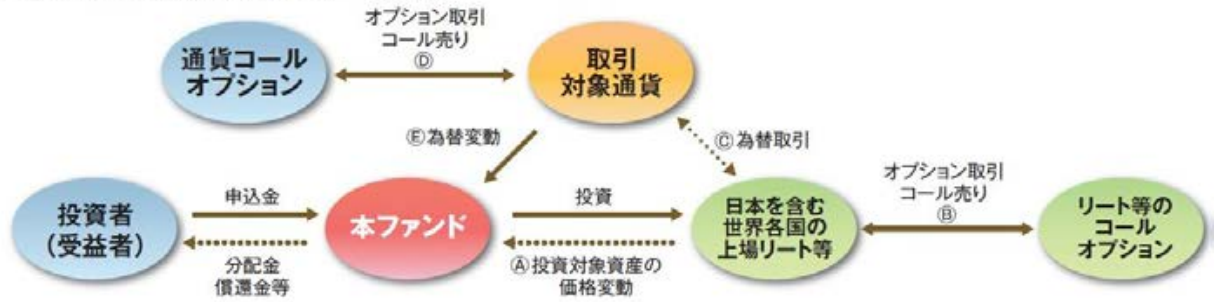 オプション取引
コール売り
Ⓓ
通貨コール
オプション
取引
対象通貨
Ⓔ為替変動
Ⓒ為替取引
オプション取引
コール売り
Ⓑ
投資者
(受益者)
申込金
分配金
償還金等
本ファンド
投資
Ⓐ投資対象資産の
価格変動
日本を含む
世界各国の
上場リート等
リート等の
コール
オプション